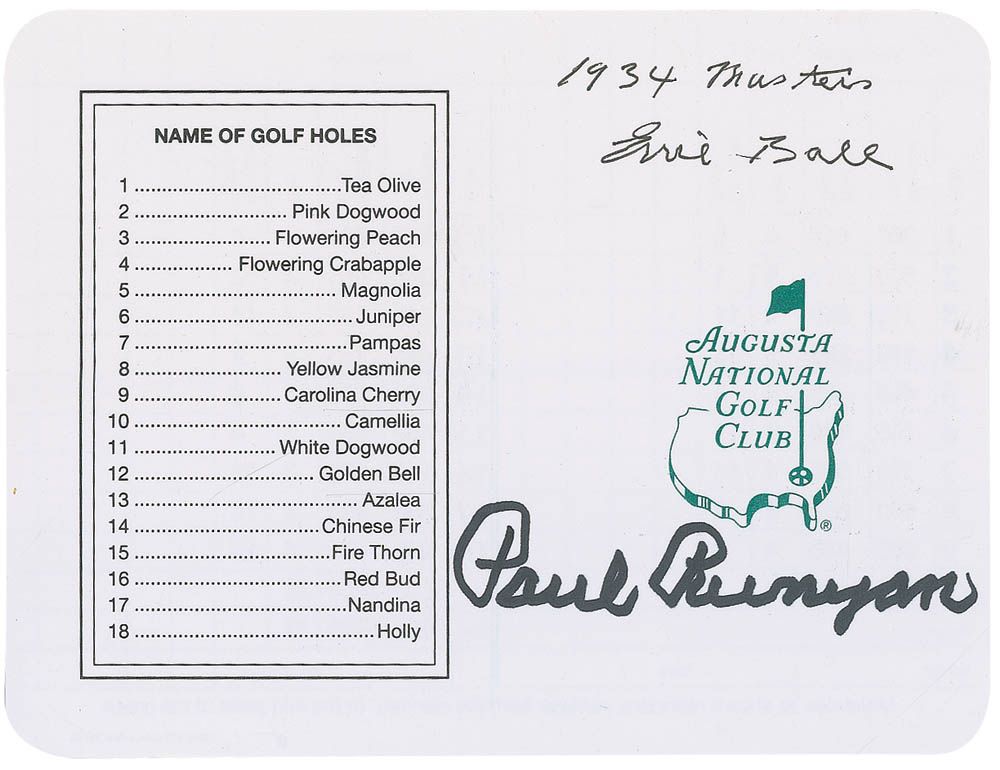 NAME OF GOLF HOLES
1 ......................................Tea Olive
2 ............................ Pink Dogwood
3 ......................... Flowering Peach
4 .................. Flowering Crabapple
5 ..................................... Magnolia
6 ........................................ Juniper
7 .......................................Pampas
8 ........................... Yellow Jasmine
9 ...........................Carolina Cherry
10 ...................................... Camellia
11 .......................... White Dogwood
12 ................................. Golden Bell
13 .......................................... Azalea
14 ..................................Chinese Fir
15 ....................................Fire Thorn
16 ...................................... Red Bud
17 .......................................Nandina
18 ............................................Holly
1934 Masters
Errie Ball
AUGUSTA
NATIONAL
GOLF
CLUB
®
Paul Runyan